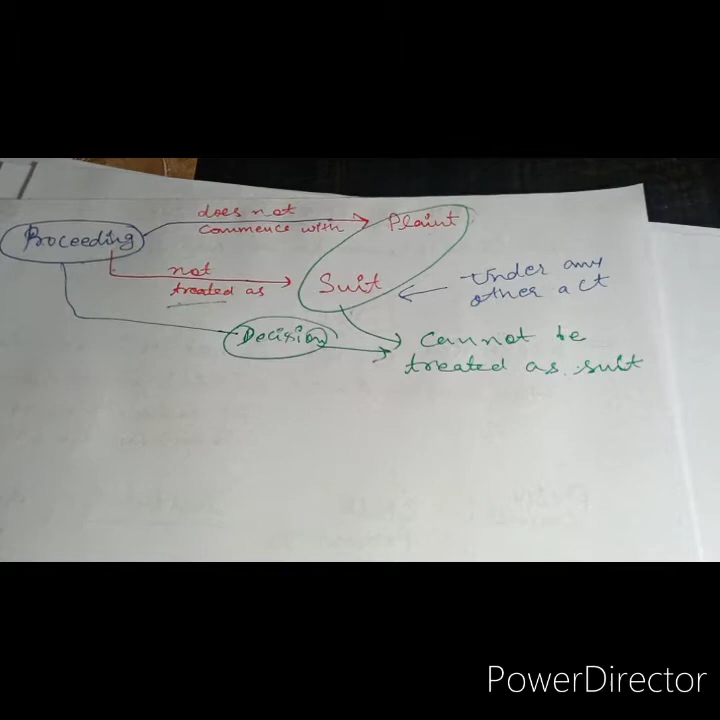 does not
commence with
Plaint
Proceeding
not
treated as
Suit
Under any
other act
Decision
Cannot be
treated as suit
PowerDirector